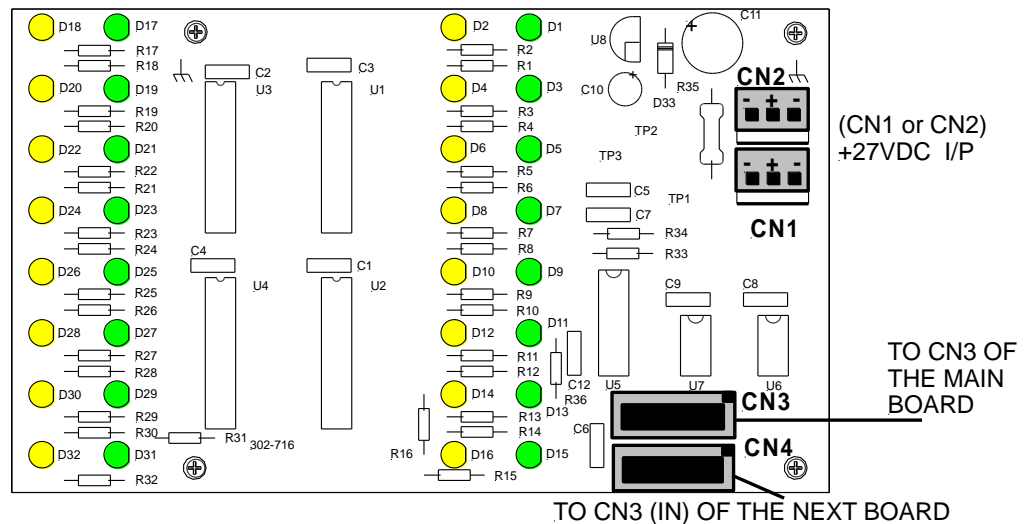 D18 D17 D2 D1 C11
U8
R17 R2
R18 C2 C3 R1
D20 D19 U3 U1 D4 D3 C10 D33 R35 CN2
- + -
R19 R3 TP2
R20 R4
(CN1 or CN2)
+27VDC I/P
D22 D21 D6 D5 TP3
R22 R5
R21 R6
- + -
C5 TP1
D24 D23 D8 D7 C7
CN1
R23 R7 R34
R24 C4 R8 R33
D26 D25 U4 C1 U2 D10 D9 C9 C8
R25 R9
R26 R10
D28 D27 D12 D11
R27 R11
R28 R12
TO CN3 OF
THE MAIN
BOARD
D30 D29 D14 C12 U5 U7 U6
R36
D13
CN3
R29 R13
R30 R31 302-716 R14 C6
CN4
D32 D31 R16 D16 D15
R32 R15
TO CN3 (IN) OF THE NEXT BOARD